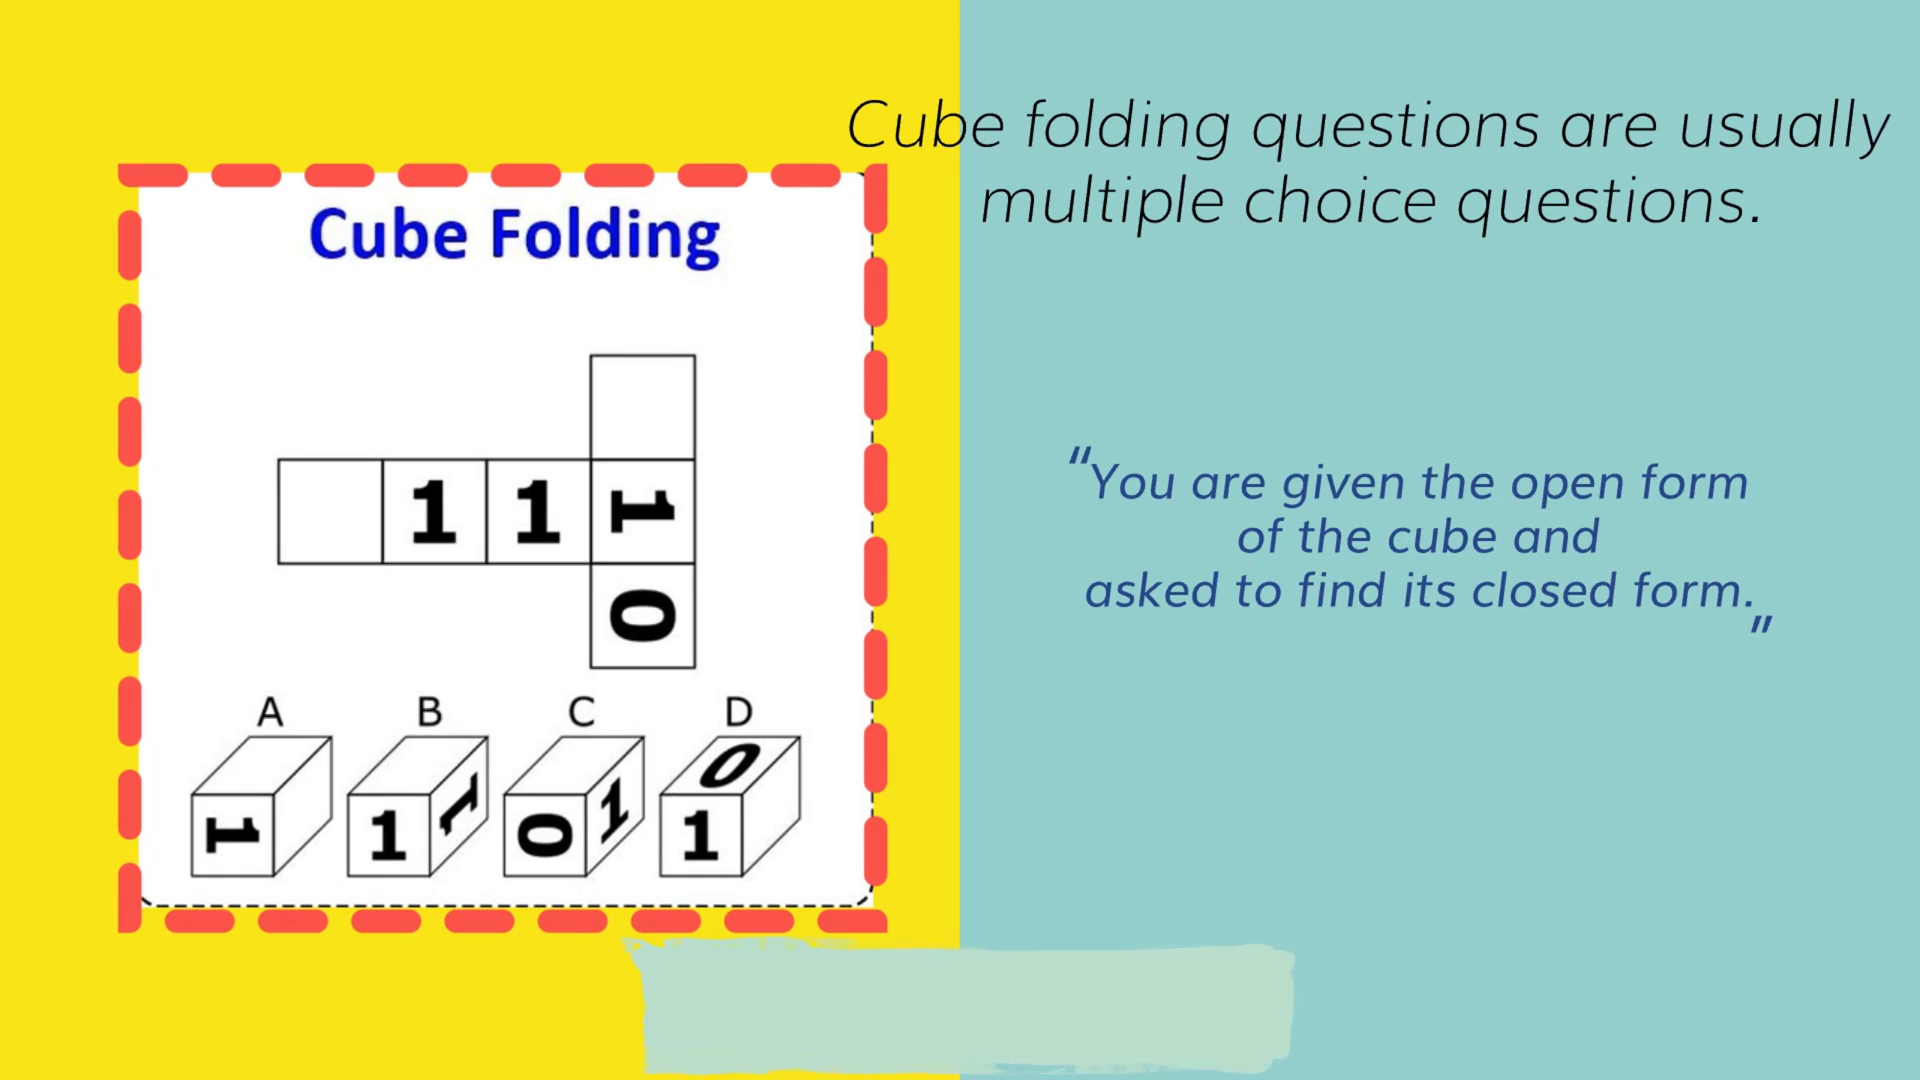 Cube folding questions are usually
multiple choice questions.
Cube Folding
1 1 1
0
A B C D
1 1 1 0 1 0 1
“You are given the open form
of the cube and
asked to find its closed form.”